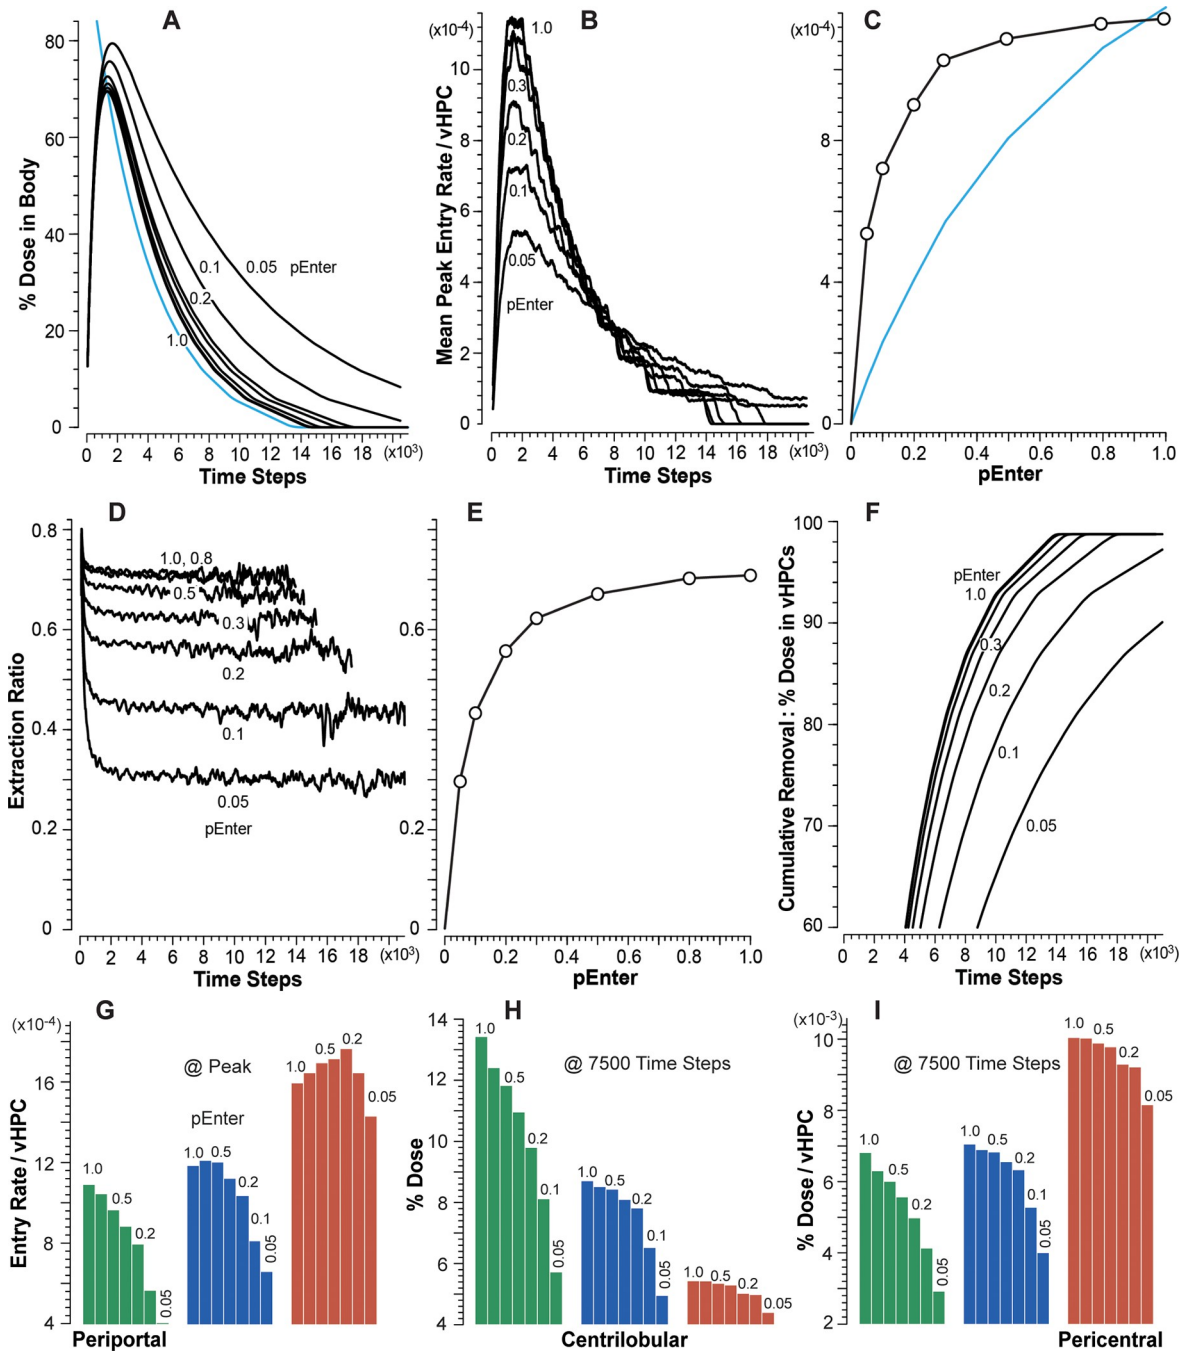 A
% Dose in Body
80
60
40
20
0
0.1
0.05
pEnter
0.2
1.0
0 2 4 6 8 10 12 14 16 18 (x10³)
Time Steps
B
(x10-4)
Mean Peak Entry Rate / vHPC
10
8
6
4
2
0
1.0
0.3
0.2
0.1
0.05
pEnter
0 2 4 6 8 10 12 14 16 18 (x10³)
Time Steps
C
(x10-4)
8
4
0
0 0.2 0.4 0.6 0.8 1.0
pEnter
D
Extraction Ratio
0.8
0.6
0.4
0.2
0
1.0, 0.8
0.5
0.3
0.2
0.1
0.05
pEnter
0 2 4 6 8 10 12 14 16 18 (x10³)
Time Steps
E
0.6
0.2
0
0 0.2 0.4 0.6 0.8 1.0
pEnter
F
Cumulative Removal : % Dose in vHPCs
100
90
80
70
60
pEnter
1.0
0.3
0.2
0.1
0.05
0 2 4 6 8 10 12 14 16 18 (x10³)
Time Steps
G
(x10-4)
Entry Rate / vHPC
16
12
8
4
@ Peak
pEnter
1.0
0.5
0.2
0.05
1.0
0.5
0.2
0.1
0.05
1.0
0.5
0.2
0.05
Periportal
H
% Dose
14
12
10
8
6
4
@ 7500 Time Steps
1.0
0.5
0.2
0.1
0.05
1.0
0.5
0.2
0.1
0.05
1.0
0.5
0.2
0.05
Centrilobular
I
(x10-3)
% Dose / vHPC
10
8
6
4
2
@ 7500 Time Steps
1.0
0.5
0.2
0.05
1.0
0.5
0.2
0.1
0.05
1.0
0.5
0.2
0.05
Pericentral